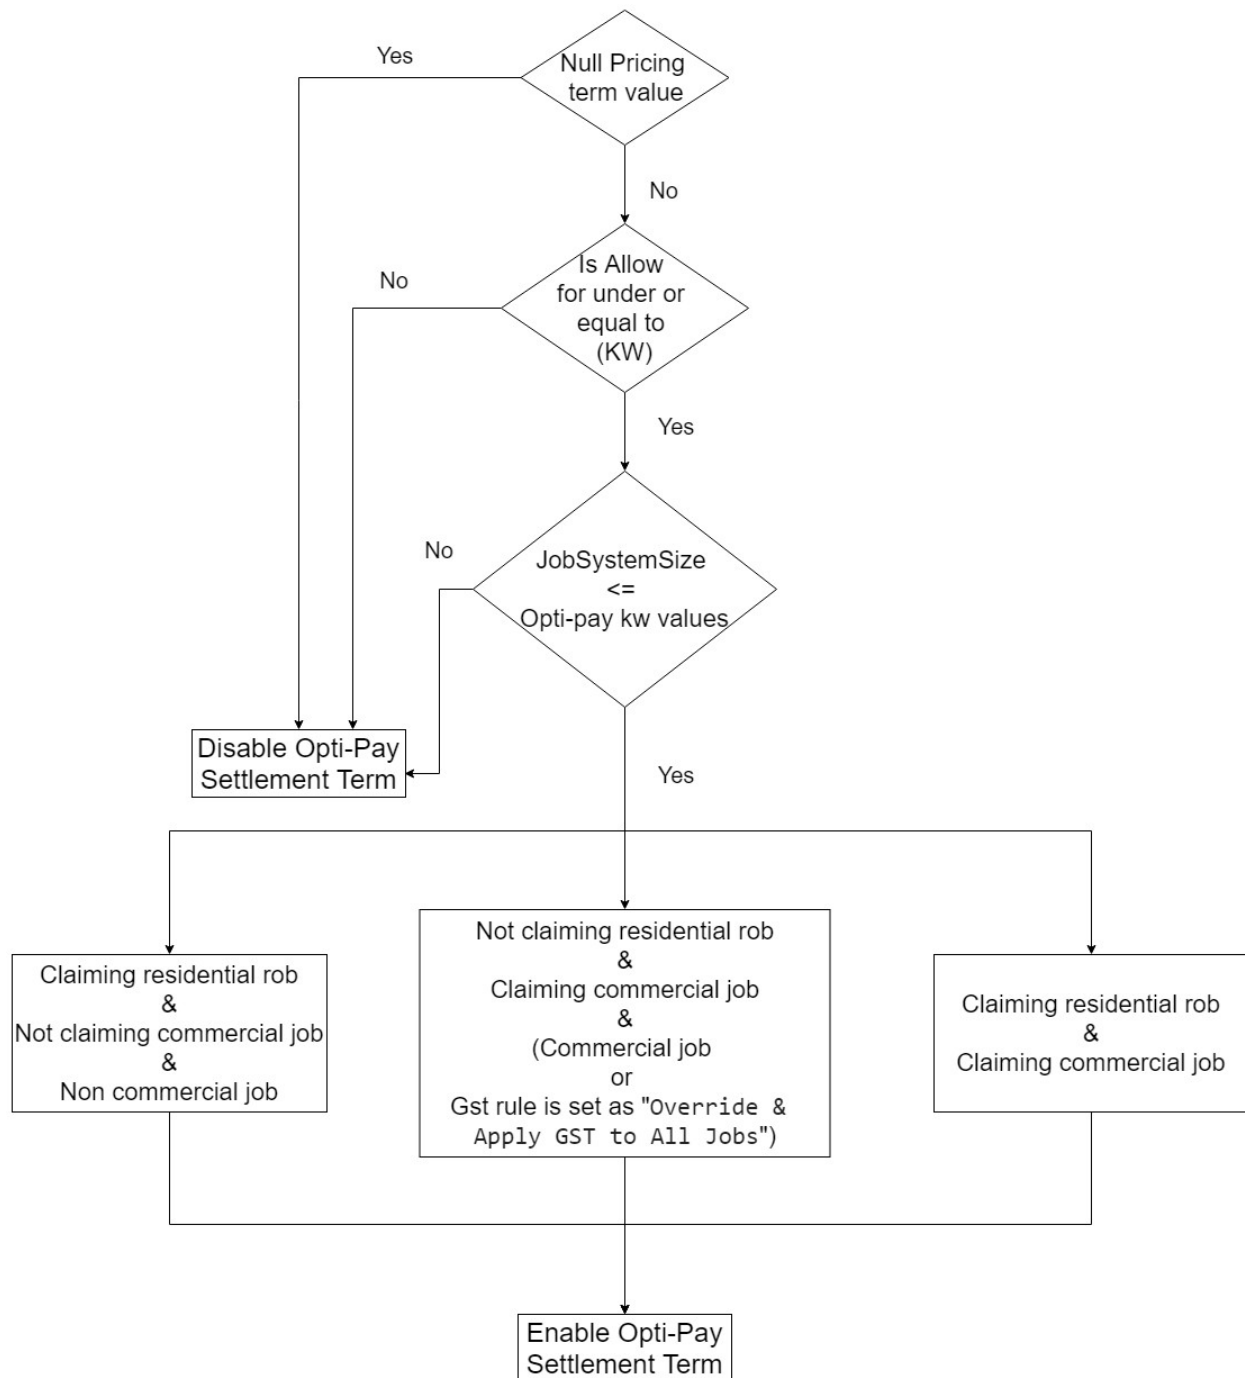 Yes
Null Pricing
term value
No
No
Is Allow
for under or
equal to
(KW)
Yes
No
JobSystemSize
<=
Opti-pay kw values
Disable Opti-Pay
Settlement Term
Yes
Claiming residential rob
&
Not claiming commercial job
&
Non commercial job
Not claiming residential rob
&
Claiming commercial job
&
(Commercial job
or
Gst rule is set as "Override &
Apply GST to All Jobs")
Claiming residential rob
&
Claiming commercial job
Enable Opti-Pay
Settlement Term